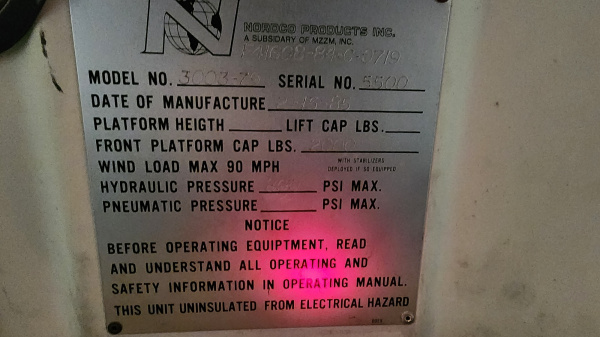 N
NORDCO PRODUCTS INC.
A SUBSIDIARY OF MZZM, INC.
MODEL NO. SERIAL NO. 5500
DATE OF MANUFACTURE
PLATFORM HEIGTH LIFT CAP LBS.
FRONT PLATFORM CAP LBS.
WIND LOAD MAX 90 MPH WITH STABILIZERS
DEPLOYED IF SO EQUIPPED
HYDRAULIC PRESSURE PSI MAX.
PNEUMATIC PRESSURE PSI MAX.
NOTICE
BEFORE OPERATING EQUIPTMENT, READ
AND UNDERSTAND ALL OPERATING AND
SAFETY INFORMATION IN OPERATING MANUAL.
THIS UNIT UNINSULATED FROM ELECTRICAL HAZARD